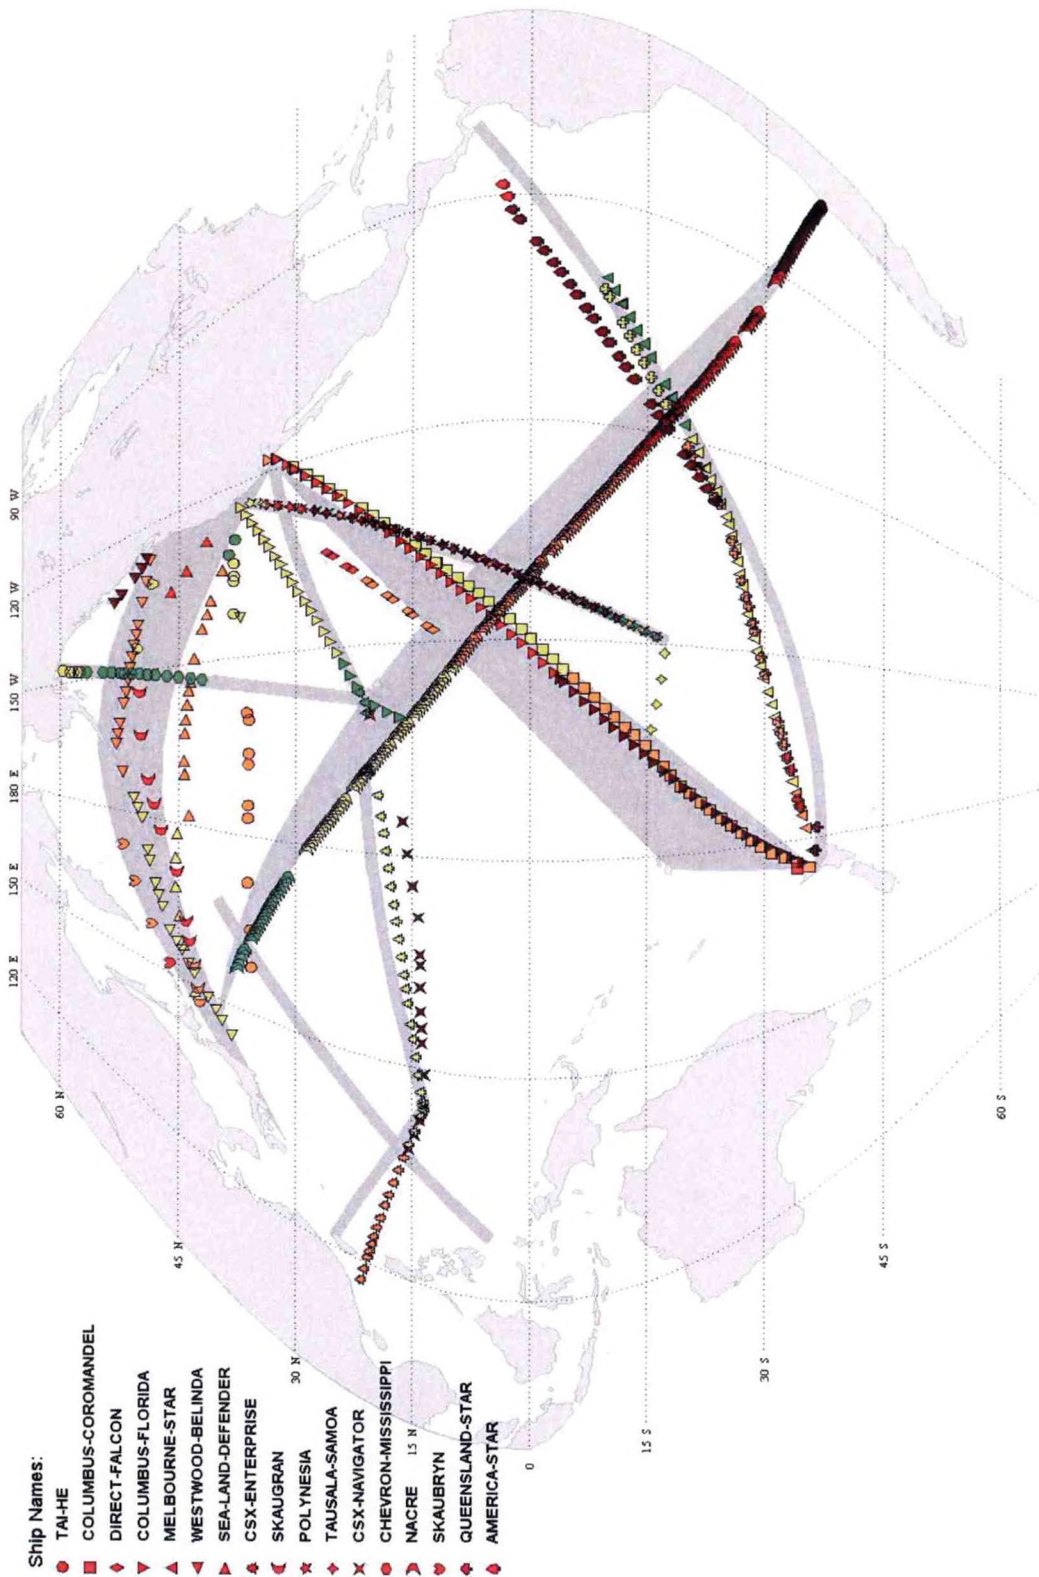 Ship Names:
TAI-HE
COLUMBUS-COROMANDEL
DIRECT-FALCON
COLUMBUS-FLORIDA
MELBOURNE-STAR
WESTWOOD-BELINDA
SEA-LAND-DEFENDER
CSX-ENTERPRISE
SKAUGRAN
POLYNESIA
TAUSALA-SAMOA
CSX-NAVIGATOR
CHEVRON-MISSISSIPPI
NACRE
SKAUBRYN
QUEENSLAND-STAR
AMERICA-STAR
120 E
150 E
180 E
150 W
120 W
90 W
60 N
45 N
30 N
15 N
0
15 S
30 S
45 S
60 S